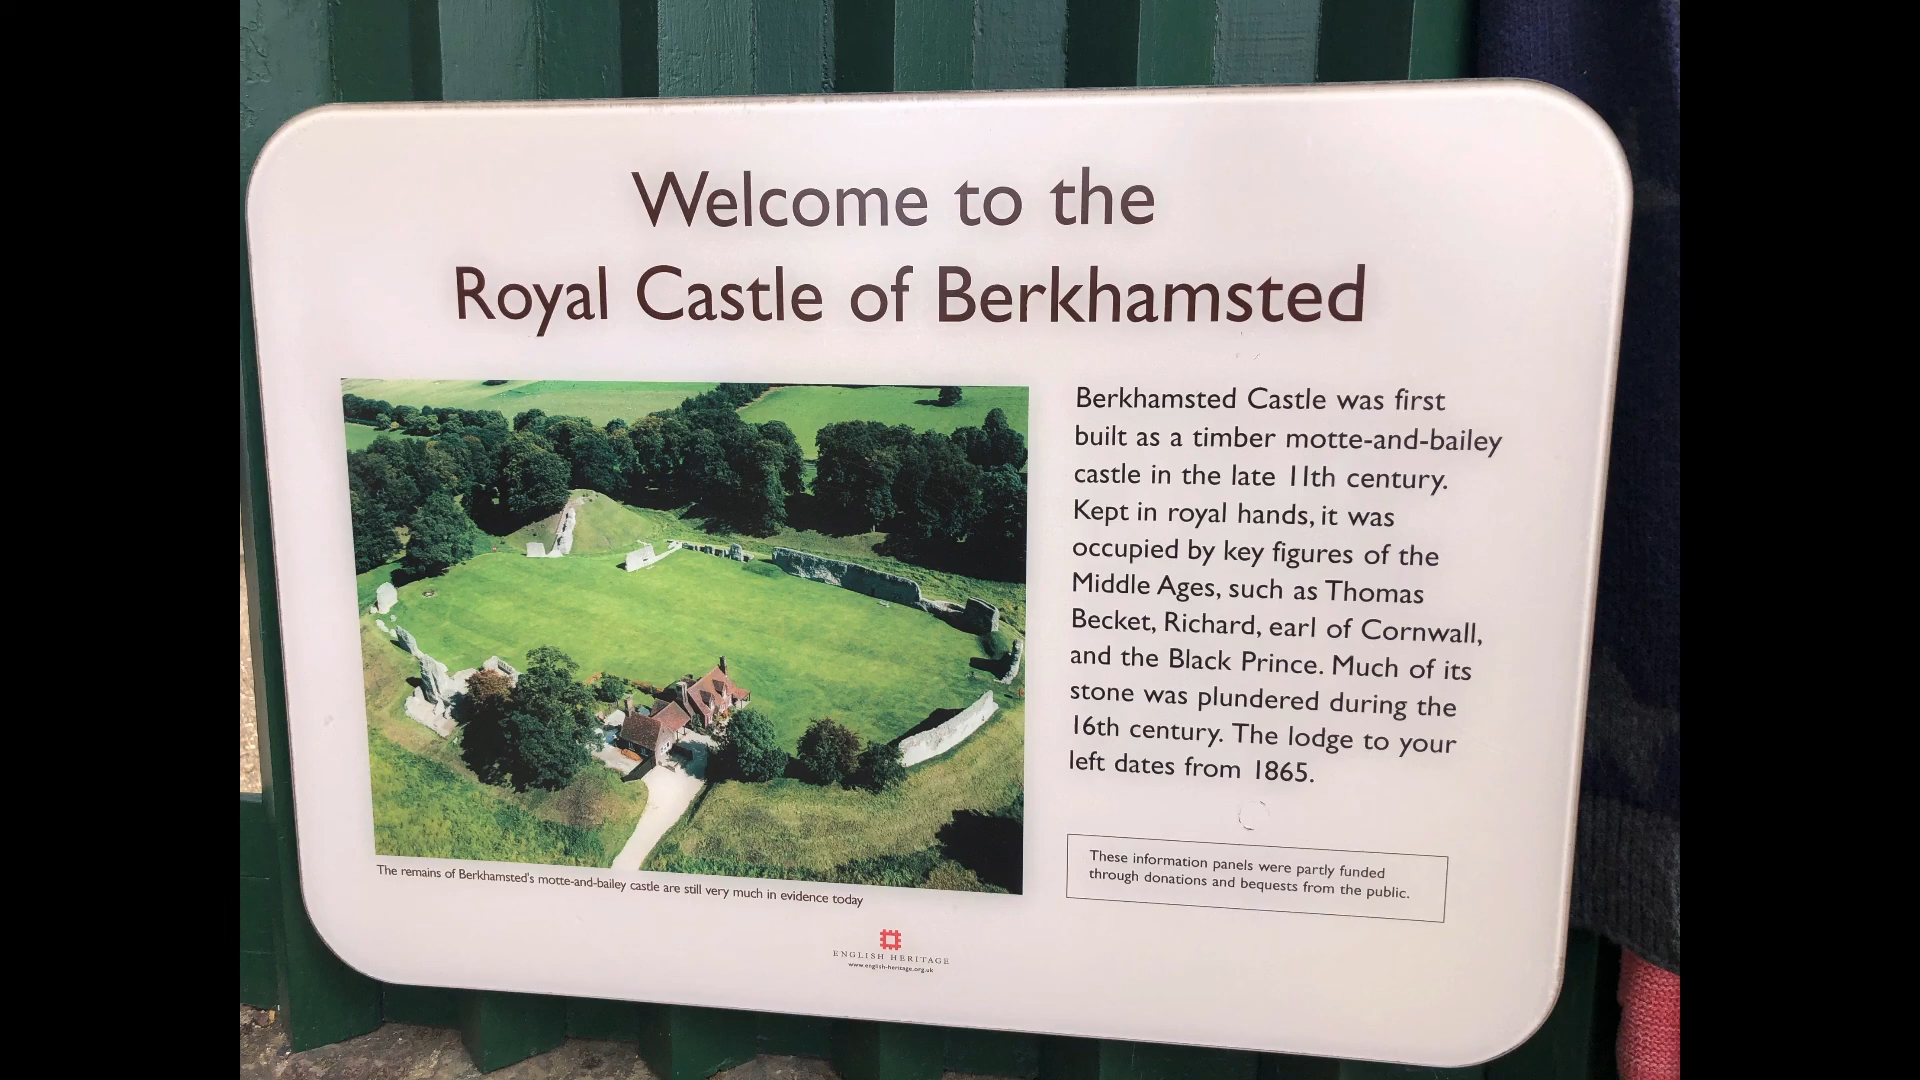 Welcome to the
Royal Castle of Berkhamsted
Berkhamsted Castle was first
built as a timber motte-and-bailey
castle in the late 11th century.
Kept in royal hands, it was
occupied by key figures of the
Middle Ages, such as Thomas
Becket, Richard, earl of Cornwall,
and the Black Prince. Much of its
stone was plundered during the
16th century. The lodge to your
left dates from 1865.
These information panels were partly funded
through donations and bequests from the public.
The remains of Berkhamsted's motte-and-bailey castle are still very much in evidence today
ENGLISH HERITAGE
www.english-heritage.org.uk